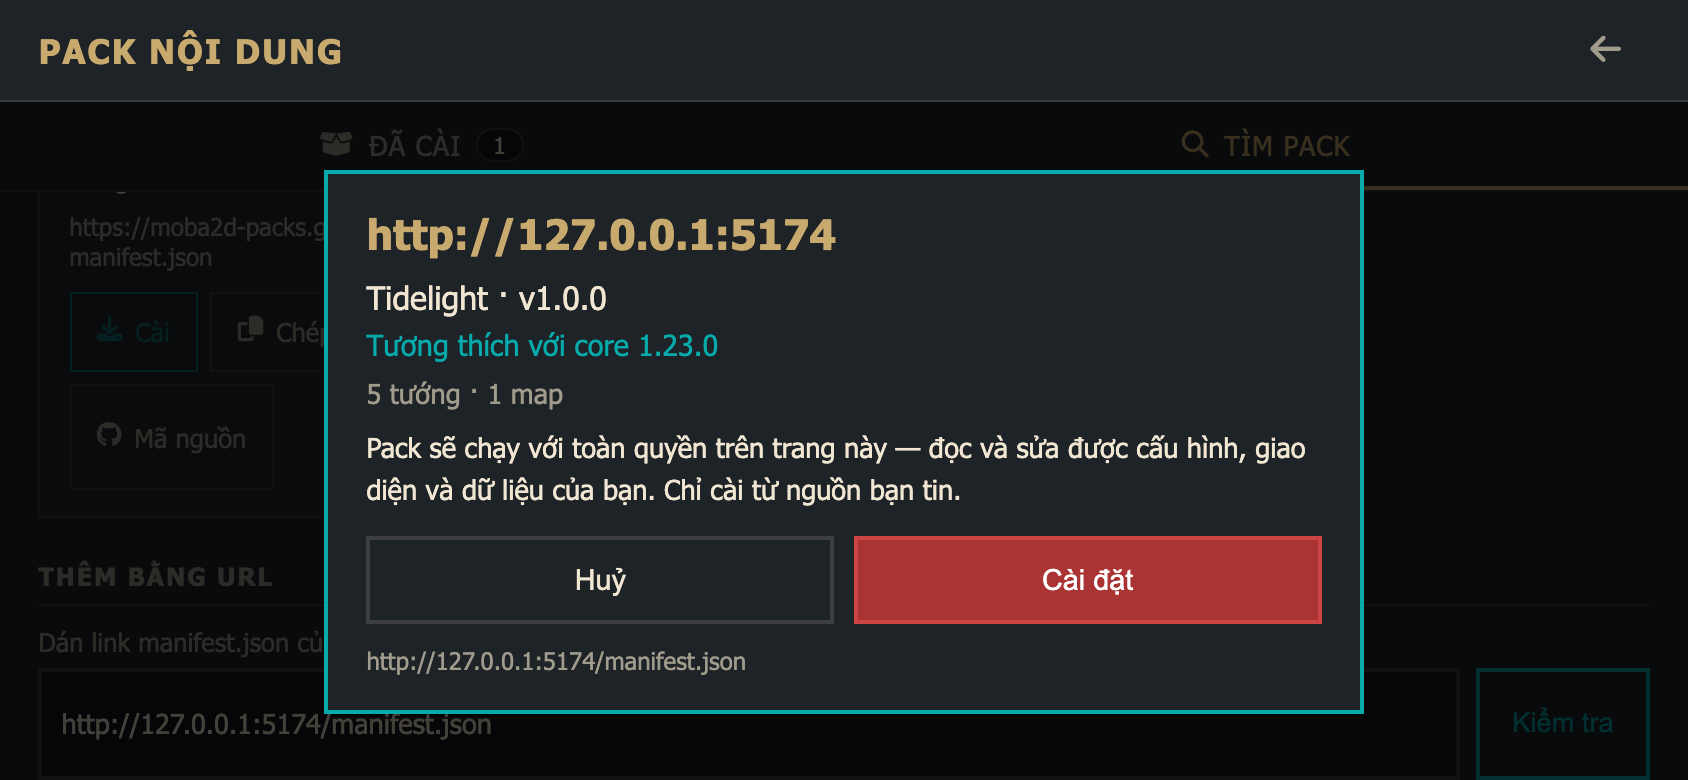 PACK NỘI DUNG
ĐÃ CÀI 1
TÌM PACK
https://moba2d-packs.g
manifest.json
Cài
Chép
Mã nguồn
http://127.0.0.1:5174
Tidelight · v1.0.0
Tương thích với core 1.23.0
5 tướng · 1 map
Pack sẽ chạy với toàn quyền trên trang này — đọc và sửa được cấu hình, giao
diện và dữ liệu của bạn. Chỉ cài từ nguồn bạn tin.
Huỷ
Cài đặt
http://127.0.0.1:5174/manifest.json
THÊM BẰNG URL
Dán link manifest.json củ
http://127.0.0.1:5174/manifest.json
Kiểm tra